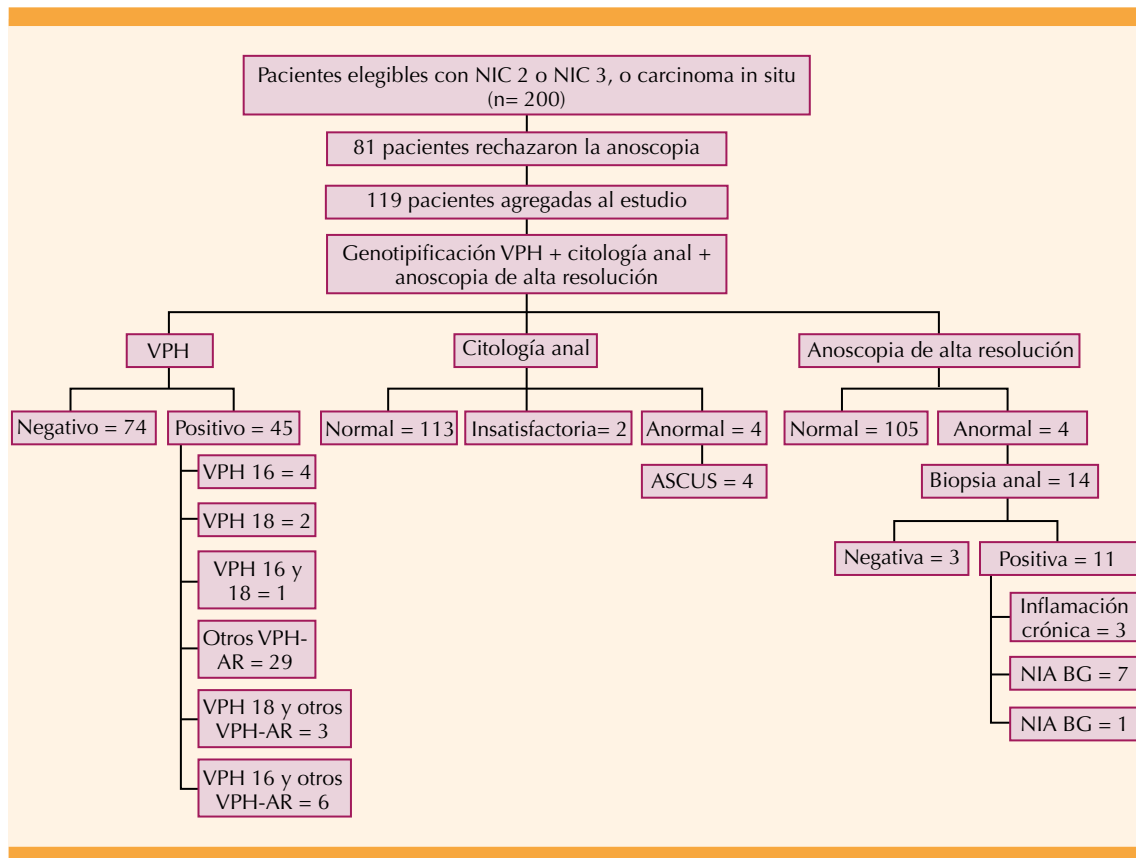 Pacientes elegibles con NIC 2 o NIC 3, o carcinoma in situ
(n= 200)
81 pacientes rechazaron la anoscopia
119 pacientes agregadas al estudio
Genotipificación VPH + citología anal +
anoscopia de alta resolución
VPH
Citología anal
Anoscopia de alta resolución
Negativo = 74
Positivo = 45
Normal = 113
Insatisfactoria= 2
Anormal = 4
Normal = 105
Anormal = 4
VPH 16 = 4
VPH 18 = 2
VPH 16 y
18 = 1
Otros VPH-
AR = 29
VPH 18 y otros
VPH-AR = 3
VPH 16 y otros
VPH-AR = 6
ASCUS = 4
Biopsia anal = 14
Negativa = 3
Positiva = 11
Inflamación
crónica = 3
NIA BG = 7
NIA BG = 1